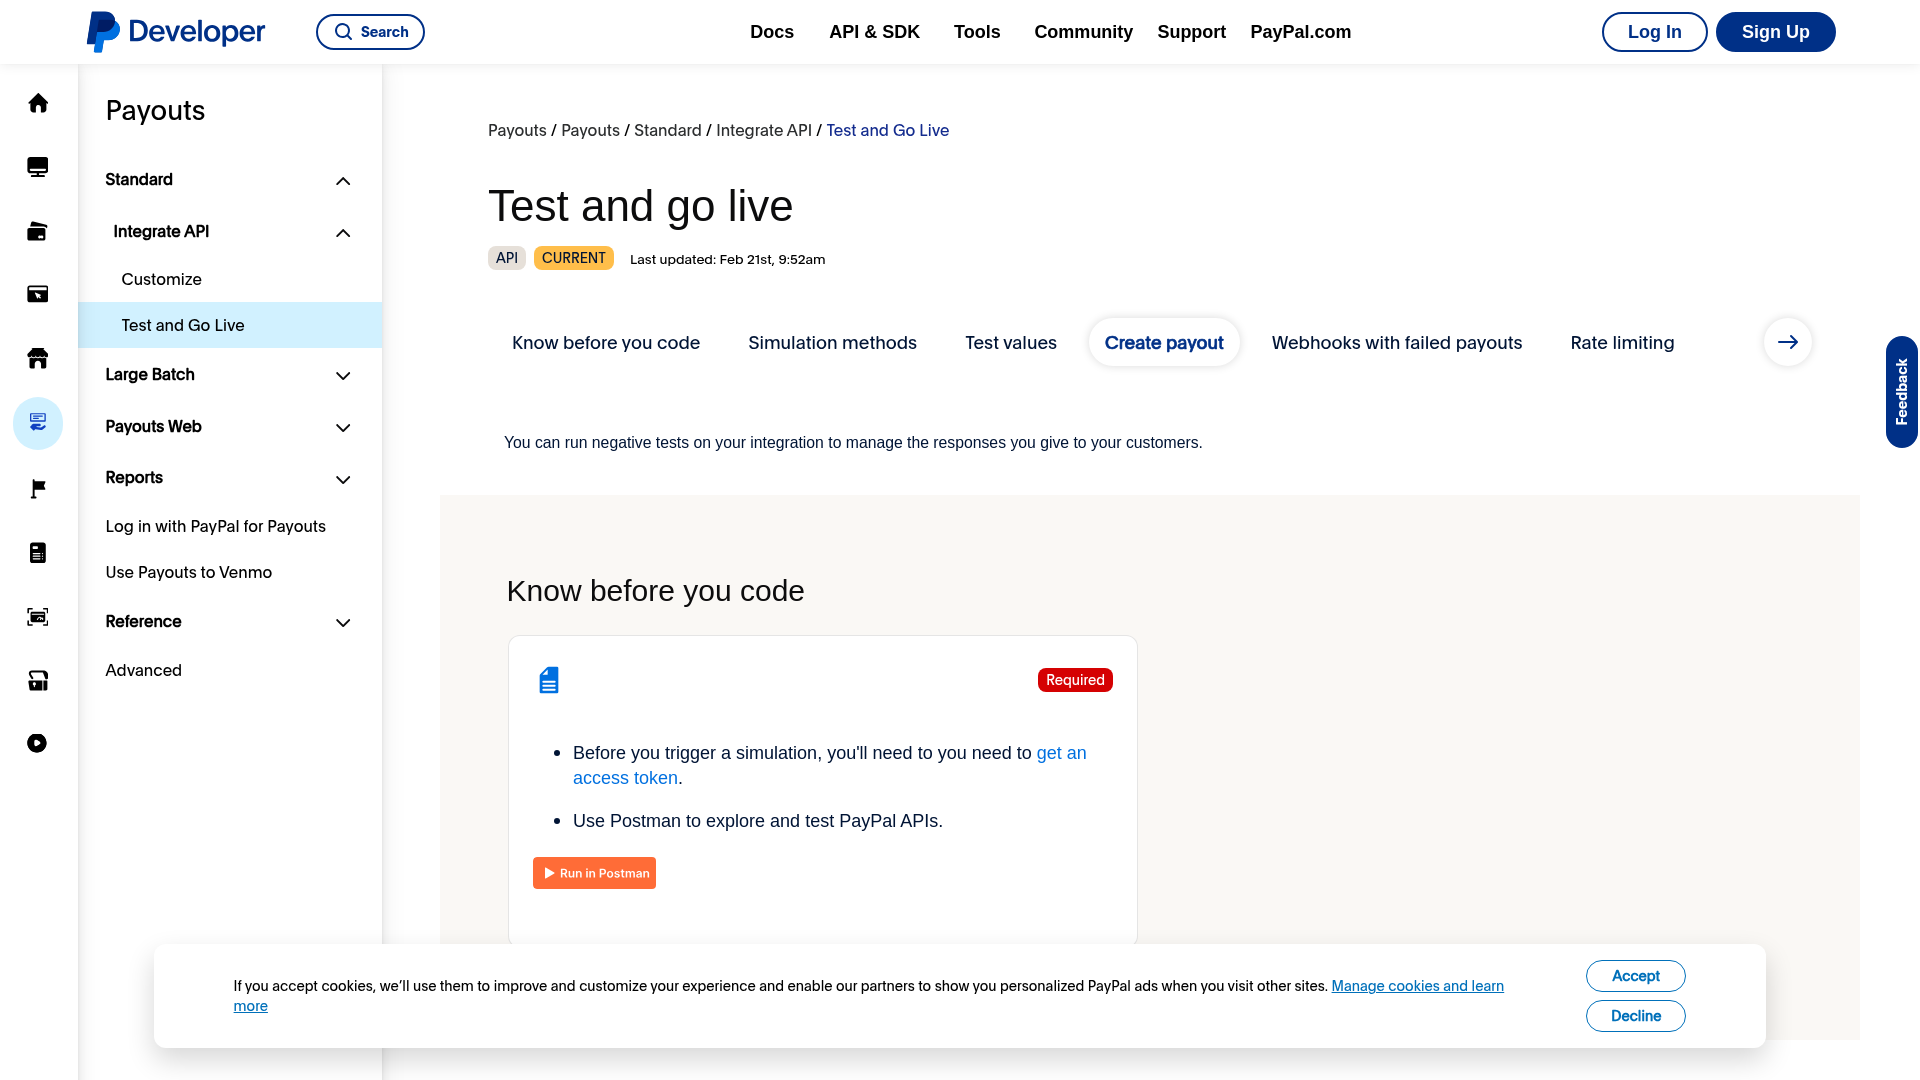 Developer
Search
Docs
API & SDK
Tools
Community
Support
PayPal.com
Log In
Sign Up
Payouts
Standard
Integrate API
Customize
Test and Go Live
Large Batch
Payouts Web
Reports
Log in with PayPal for Payouts
Use Payouts to Venmo
Reference
Advanced
Payouts / Payouts / Standard / Integrate API / Test and Go Live
Test and go live
API
CURRENT
Last updated: Feb 21st, 9:52am
Know before you code
Simulation methods
Test values
Create payout
Webhooks with failed payouts
Rate limiting
Feedback
You can run negative tests on your integration to manage the responses you give to your customers.
Know before you code
Required
Before you trigger a simulation, you'll need to you need to get an
access token.
Use Postman to explore and test PayPal APIs.
Run in Postman
If you accept cookies, we’ll use them to improve and customize your experience and enable our partners to show you personalized PayPal ads when you visit other sites. Manage cookies and learn
more
Accept
Decline